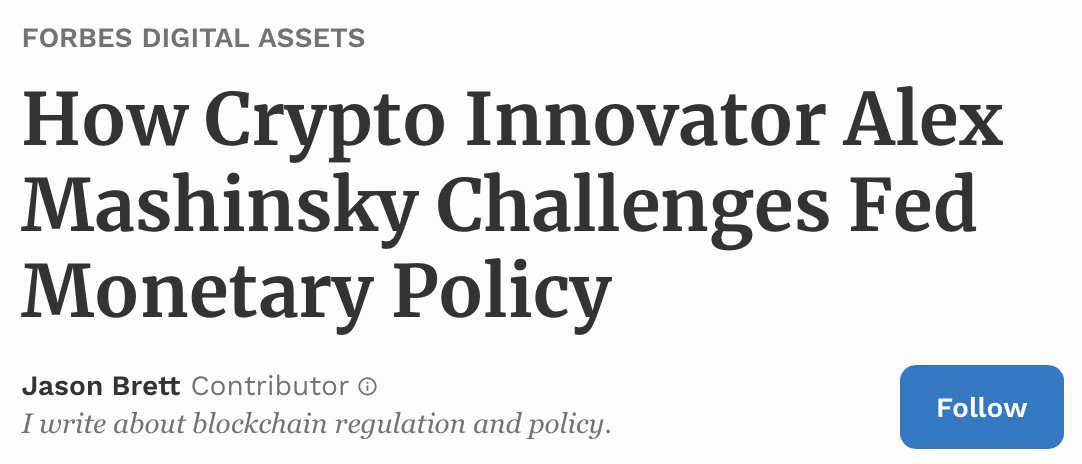 FORBES DIGITAL ASSETS
How Crypto Innovator Alex
Mashinsky Challenges Fed
Monetary Policy
Jason Brett Contributor
I write about blockchain regulation and policy.
Follow